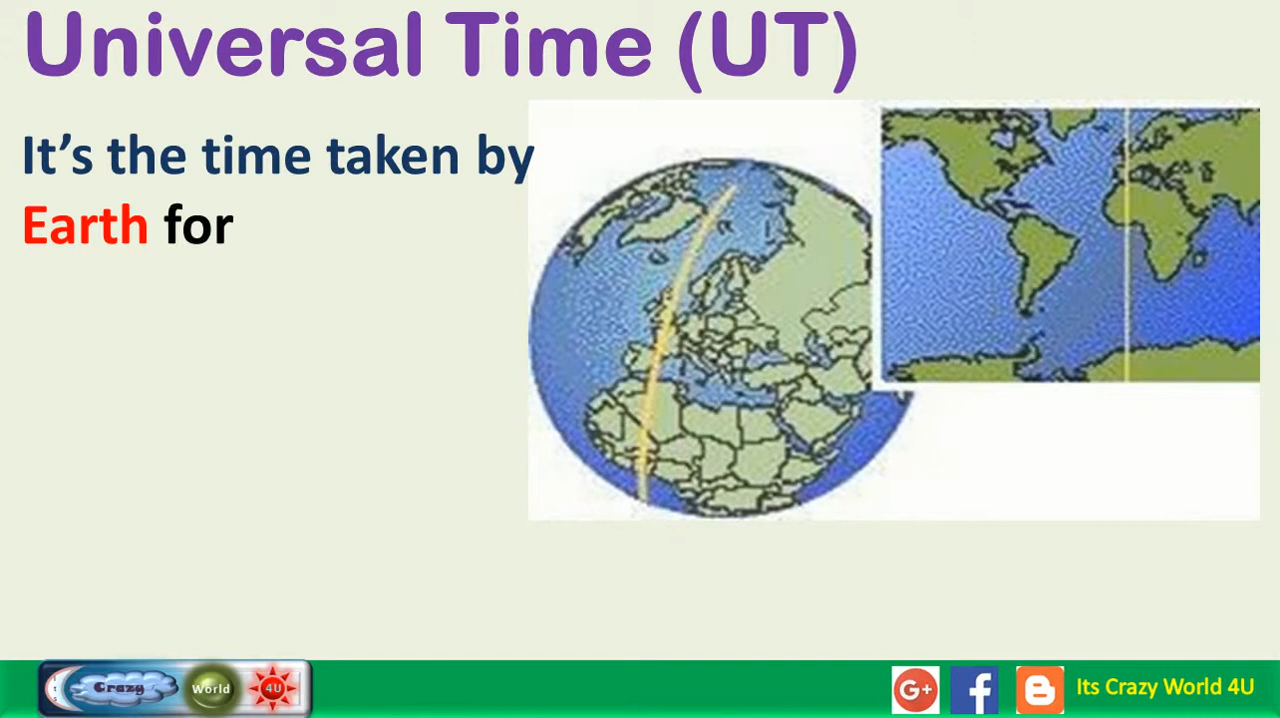 Universal Time (UT)
It's the time taken by
Earth for
Crazy
World
4U
G+
f
B
Its Crazy World 4U